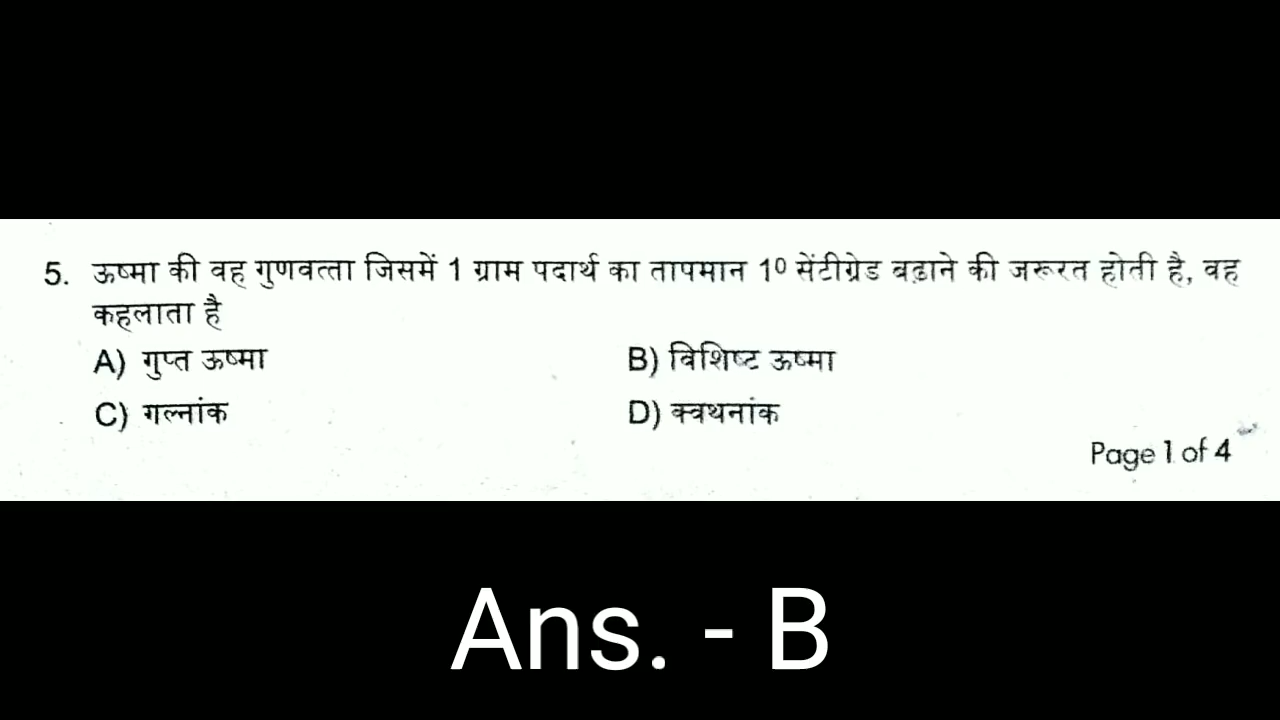 5. ऊष्मा की वह गुणवत्ता जिसमें 1 ग्राम पदार्थ का तापमान 1⁰ सेंटीग्रेड बढ़ाने की जरूरत होती है, वह
कहलाता है
A) गुप्त ऊष्मा B) विशिष्ट ऊष्मा
C) गल्नांक D) क्वथनांक
Page 1 of 4
Ans. - B